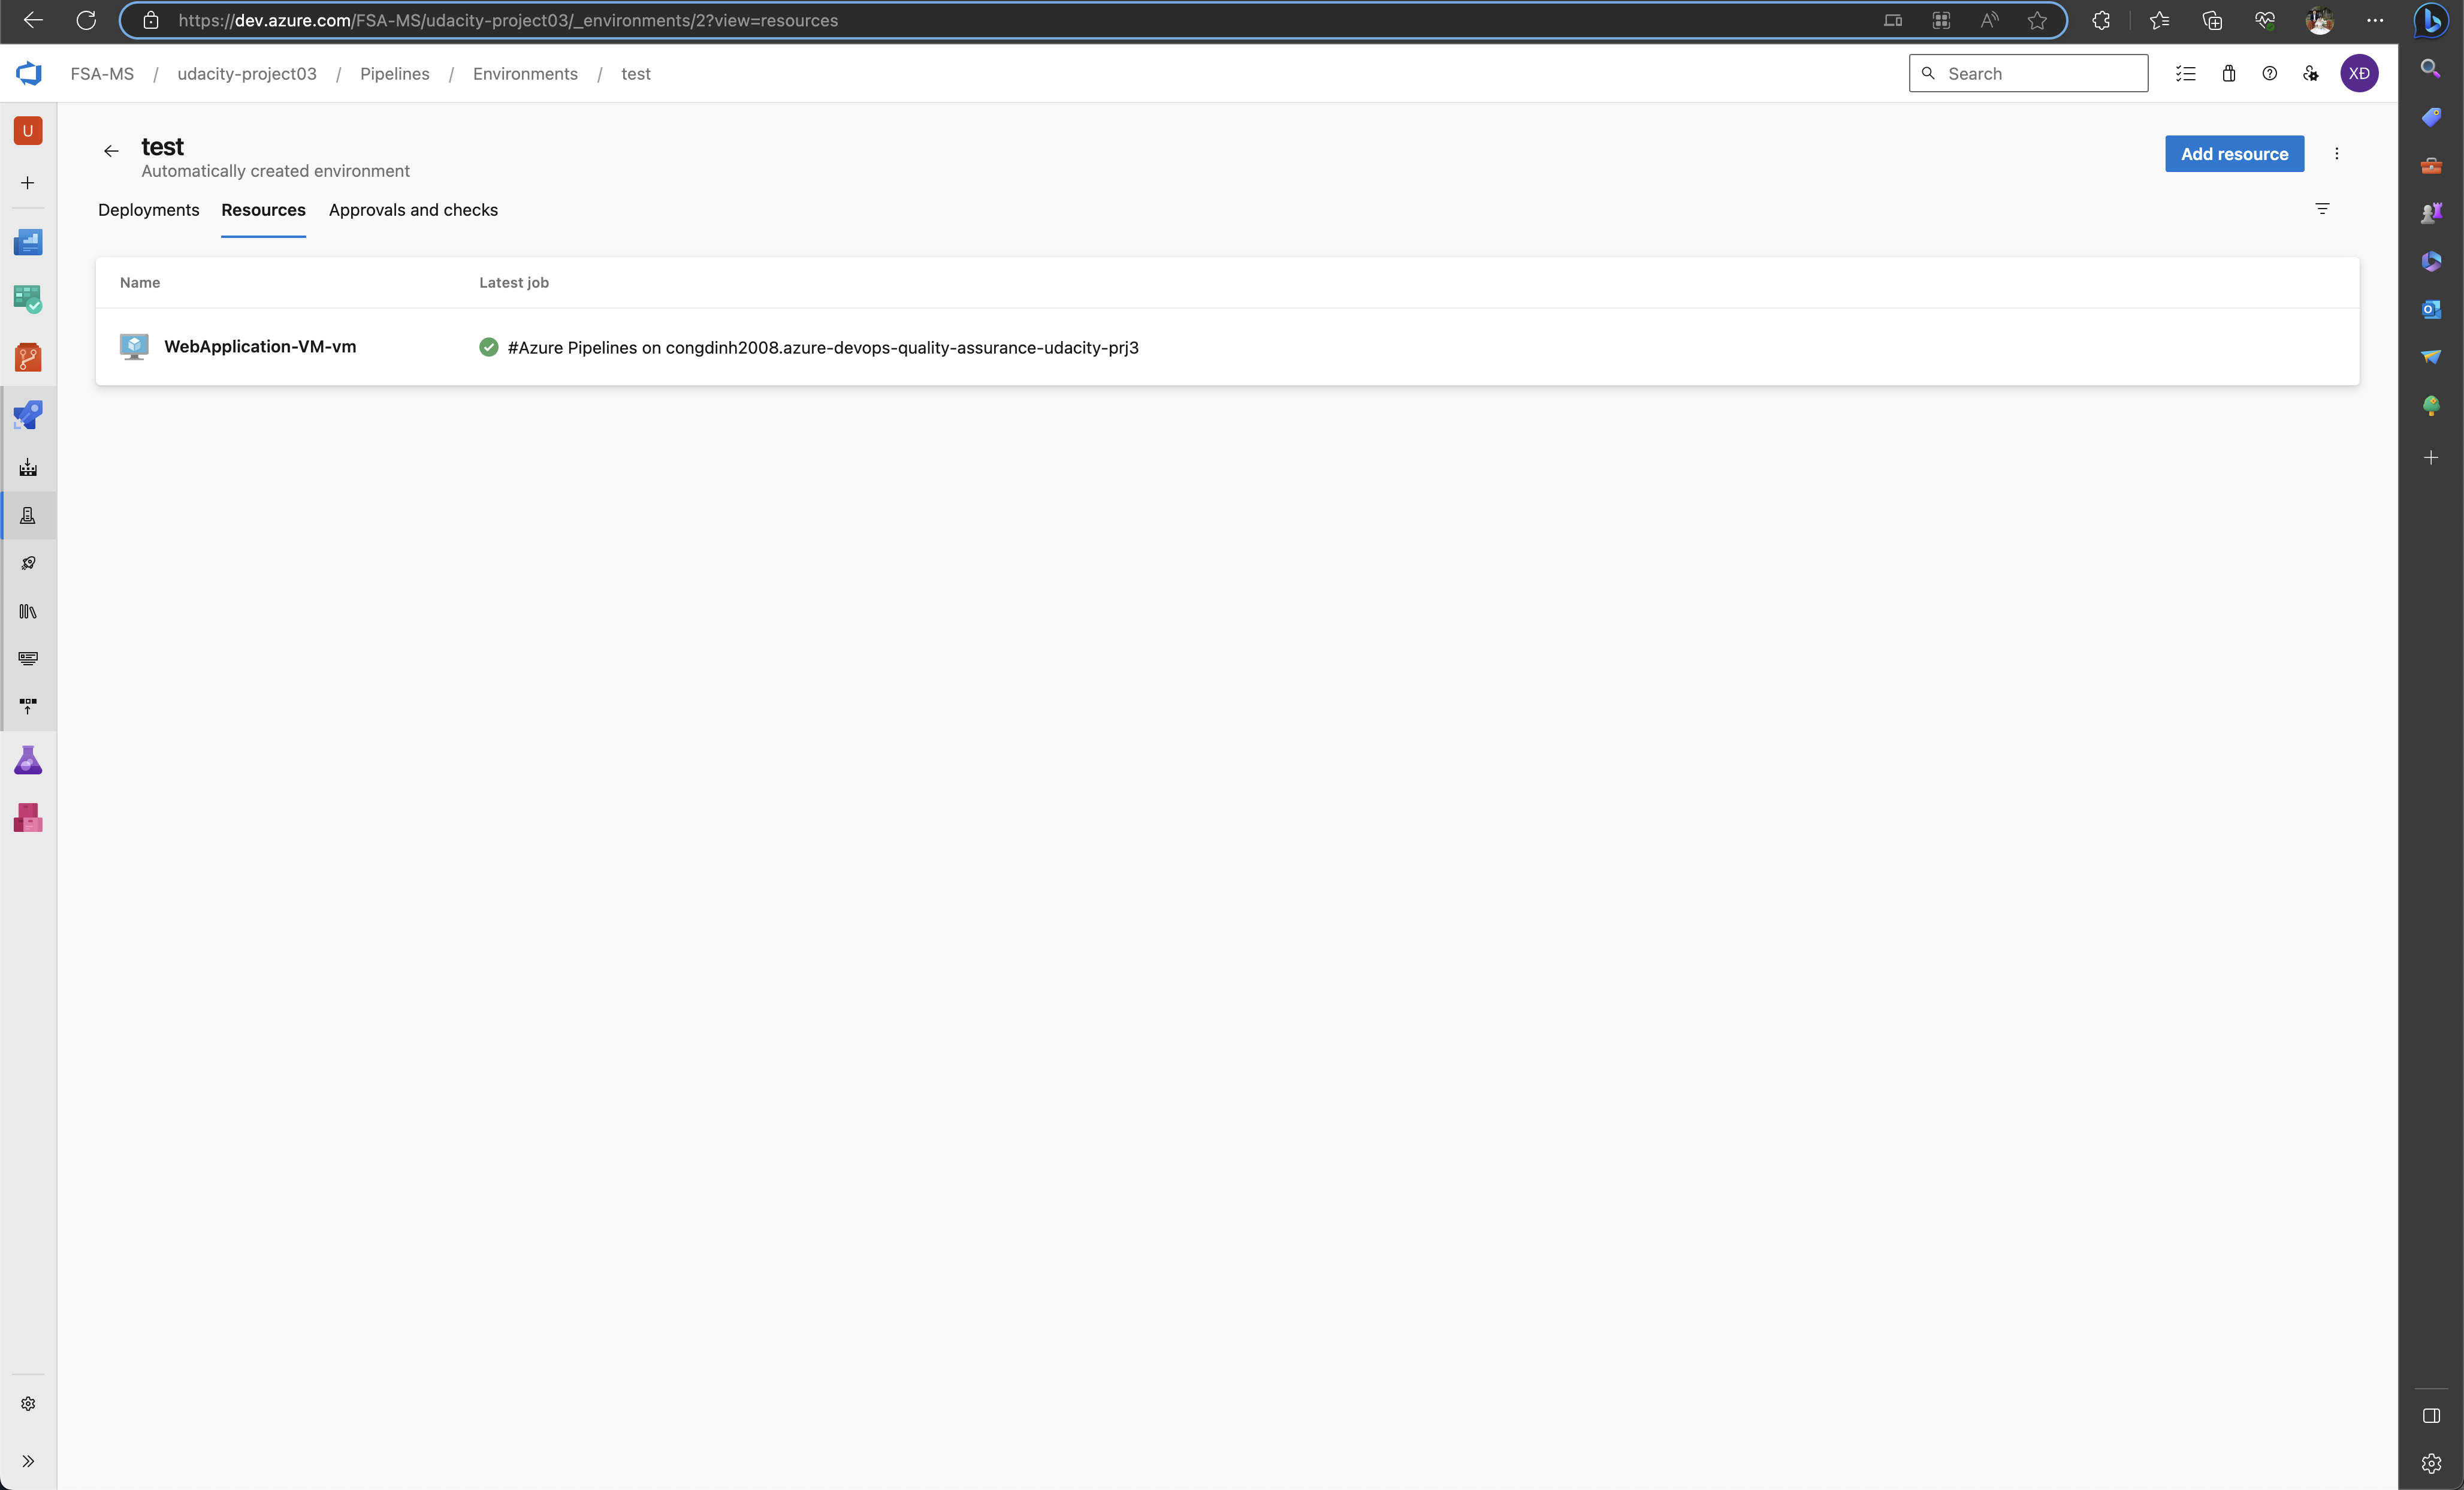 https://dev.azure.com/FSA-MS/udacity-project03/_environments/2?view=resources
FSA-MS / udacity-project03 / Pipelines / Environments / test
Search
XĐ
U
test
Automatically created environment
Add resource
Deployments Resources Approvals and checks
Name Latest job
WebApplication-VM-vm #Azure Pipelines on congdinh2008.azure-devops-quality-assurance-udacity-prj3